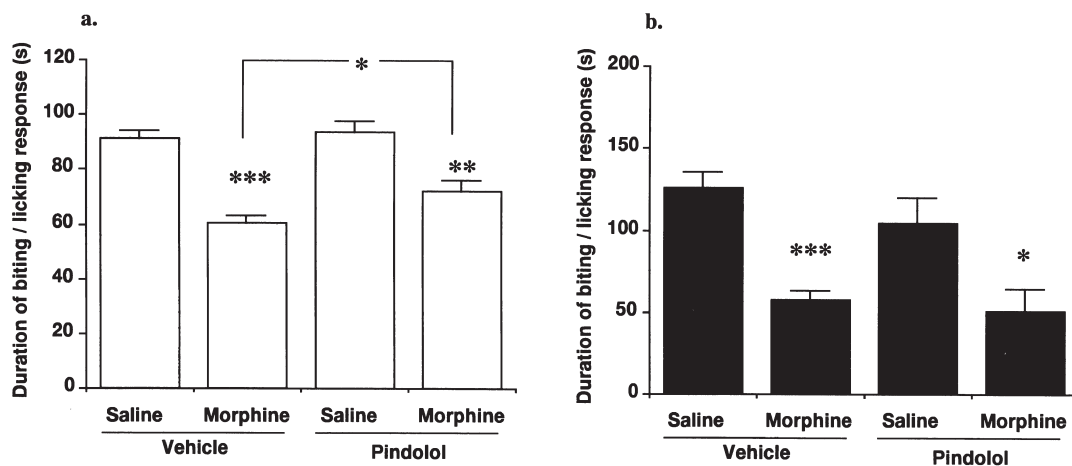 a.
Duration of biting / licking response (s)
120
100
80
60
40
20
0
*
***
**
Saline Morphine Saline Morphine
Vehicle Pindolol
b.
Duration of biting / licking response (s)
200
150
100
50
0
***
*
Saline Morphine Saline Morphine
Vehicle Pindolol